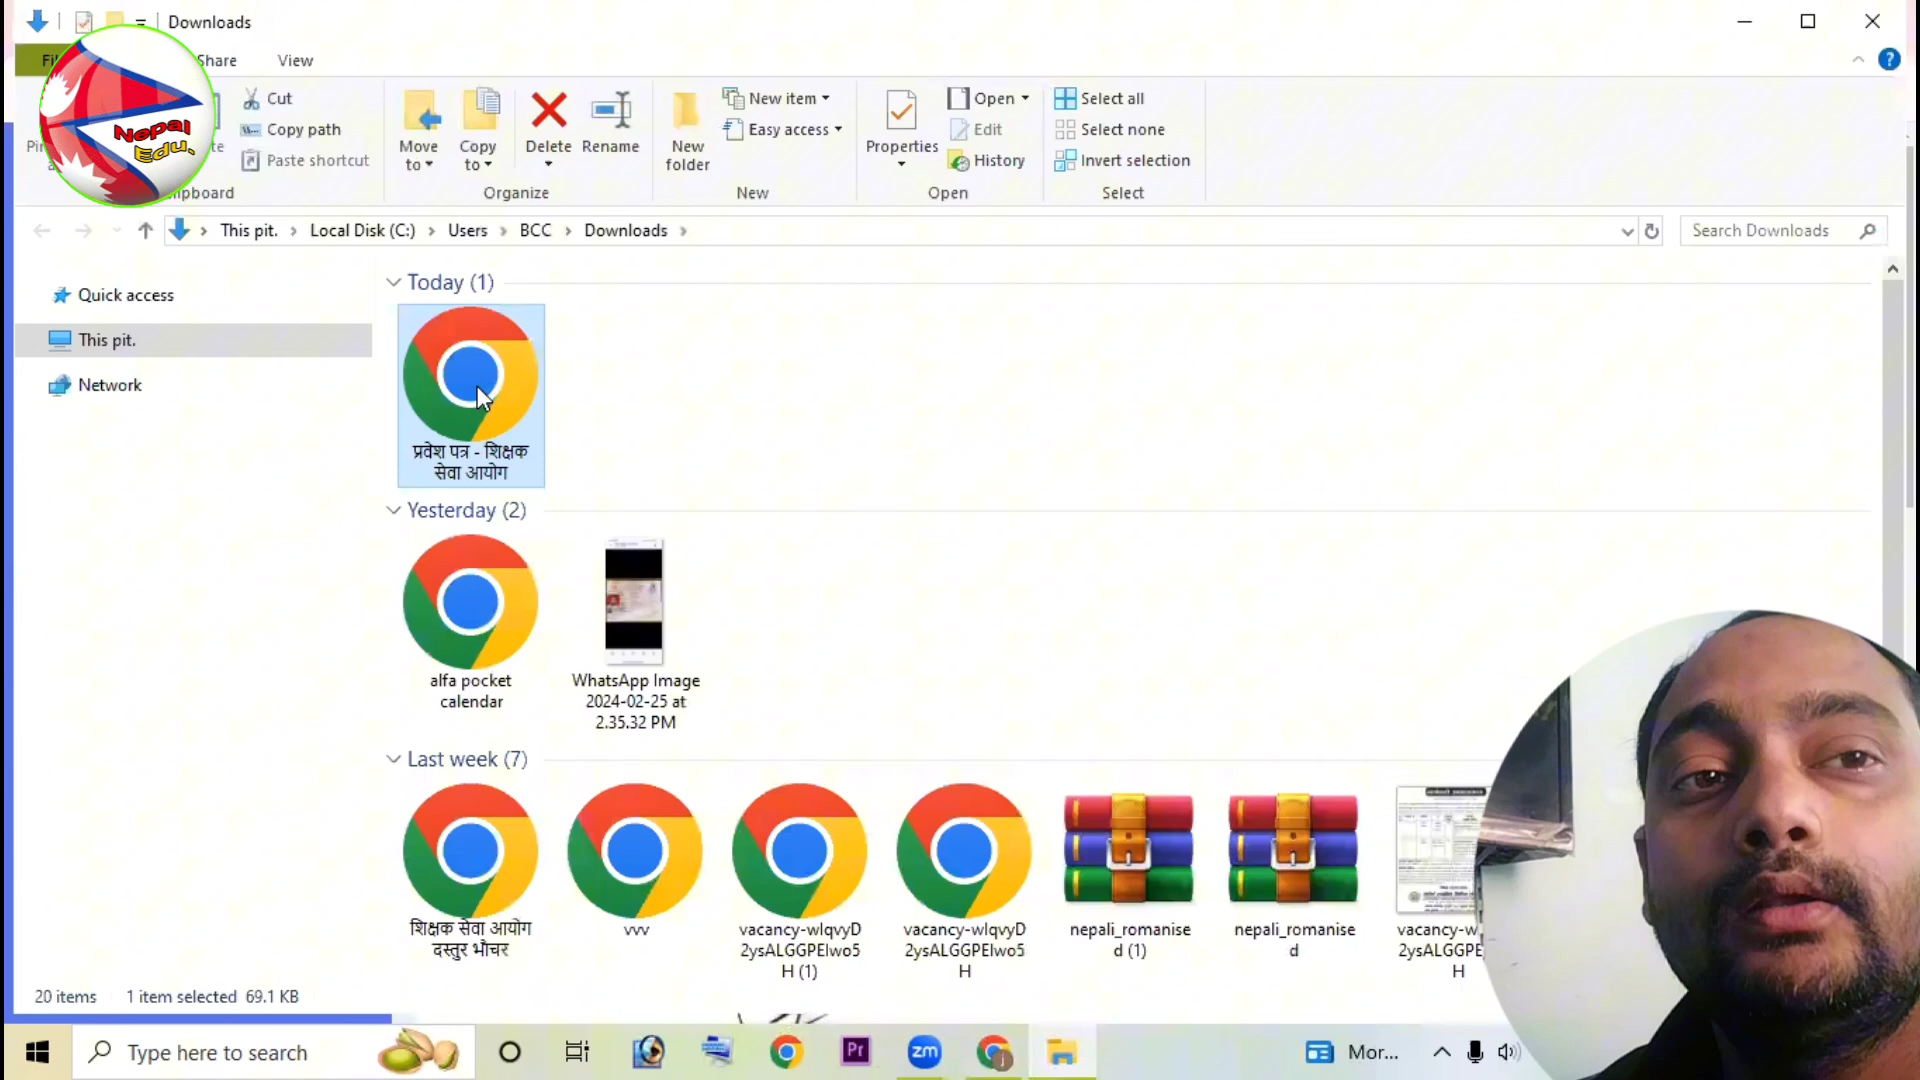 Downloads
Share
View
Cut
Copy path
Paste shortcut
Move to
Copy to
Delete
Rename
Organize
New folder
New item
Easy access
New
Properties
Open
Edit
History
Open
Select all
Select none
Invert selection
Select
Nepal
Edu.
This pit.
Local Disk (C:)
Users
BCC
Downloads
Search Downloads
Quick access
This pit.
Network
Today (1)
प्रवेश पत्र - शिक्षक
सेवा आयोग
Yesterday (2)
alfa pocket
calendar
WhatsApp Image
2024-02-25 at
2.35.32 PM
Last week (7)
शिक्षक सेवा आयोग
दस्तुर भौचर
vvv
vacancy-wlqvyD
2ysALGGPElwo5
H (1)
vacancy-wlqvyD
2ysALGGPElwo5
H
nepali_romanise
d (1)
nepali_romanise
d
vacancy-w
2ysALGGPE
H
20 items
1 item selected 69.1 KB
Type here to search
Pr
zm
j
Mor...